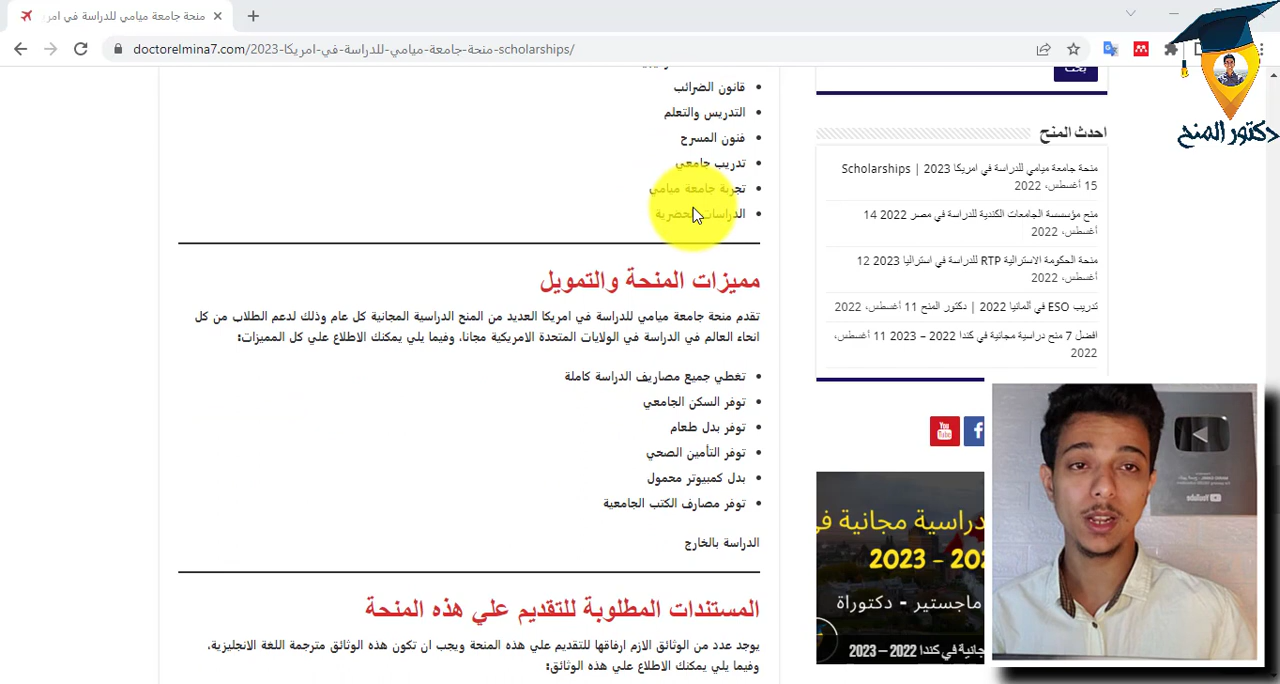 منحة جامعة ميامي للدراسة في امر
doctorelmina7.com/2023-منحة-جامعة-ميامي-للدراسة-في-امريكا-scholarships/
دكتور المنح
قانون الضرائب
التدريس والتعلم
فنون المسرح
تدريب جامعي
تجربة جامعة ميامي
الدراسات الحضرية
مميزات المنحة والتمويل
تقدم منحة جامعة ميامي للدراسة في امريكا العديد من المنح الدراسية المجانية كل عام وذلك لدعم الطلاب من كل
انحاء العالم في الدراسة في الولايات المتحدة الامريكية مجانا، وفيما يلي يمكنك الاطلاع علي كل المميزات:
تغطي جميع مصاريف الدراسة كاملة
توفر السكن الجامعي
توفر بدل طعام
توفر التأمين الصحي
بدل كمبيوتر محمول
توفر مصارف الكتب الجامعية
الدراسة بالخارج
المستندات المطلوبة للتقديم علي هذه المنحة
يوجد عدد من الوثائق الازم ارفاقها للتقديم علي هذه المنحة ويجب ان تكون هذه الوثائق مترجمة اللغة الانجليزية،
وفيما يلي يمكنك الاطلاع علي هذه الوثائق:
بحث
احدث المنح
منحة جامعة ميامي للدراسة في امريكا 2023 | Scholarships
15 أغسطس، 2022
منح مؤسسسة الجامعات الكندية للدراسة في مصر 2022 14
أغسطس، 2022
منحة الحكومة الاسترالية RTP للدراسة في استراليا 2023 12
أغسطس، 2022
تدريب ESO في ألمانيا 2022 | دكتور المنح 11 أغسطس، 2022
افضل 7 منح دراسية مجانية في كندا 2022 – 2023 11 أغسطس،
2022
You
Tube
دراسية مجانية ف
2023 - 202
ماجستير - دكتوراة
جانية في كندا 2022 – 2023
YouTube